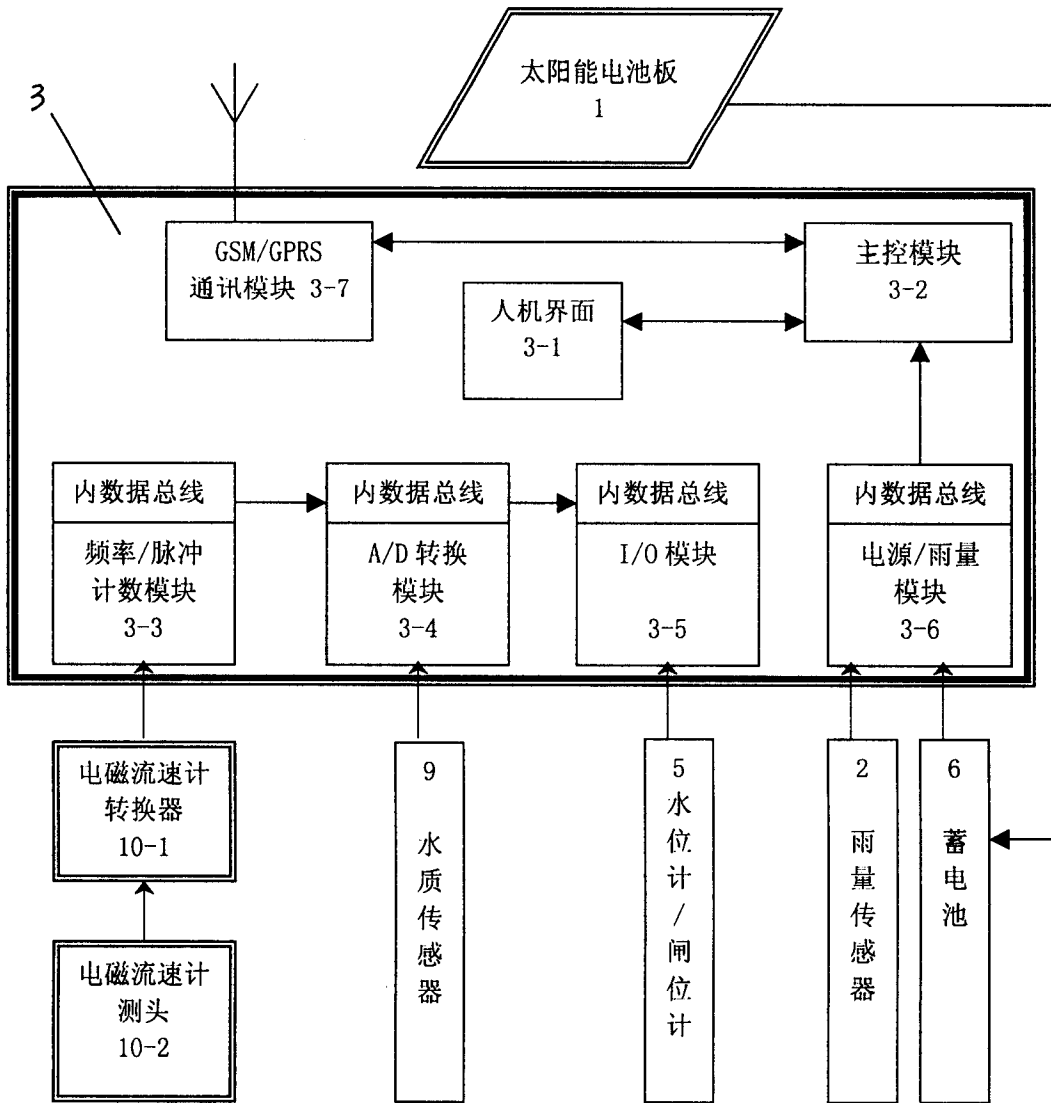 太阳能电池板
1
3
GSM/GPRS
通讯模块 3-7
主控模块
3-2
人机界面
3-1
内数据总线
频率/脉冲
计数模块
3-3
内数据总线
A/D 转换
模块
3-4
内数据总线
I/O 模块
3-5
内数据总线
电源/雨量
模块
3-6
电磁流速计
转换器
10-1
电磁流速计
测头
10-2
9
水质传感器
5
水位计/闸位计
2
雨量传感器
6
蓄电池